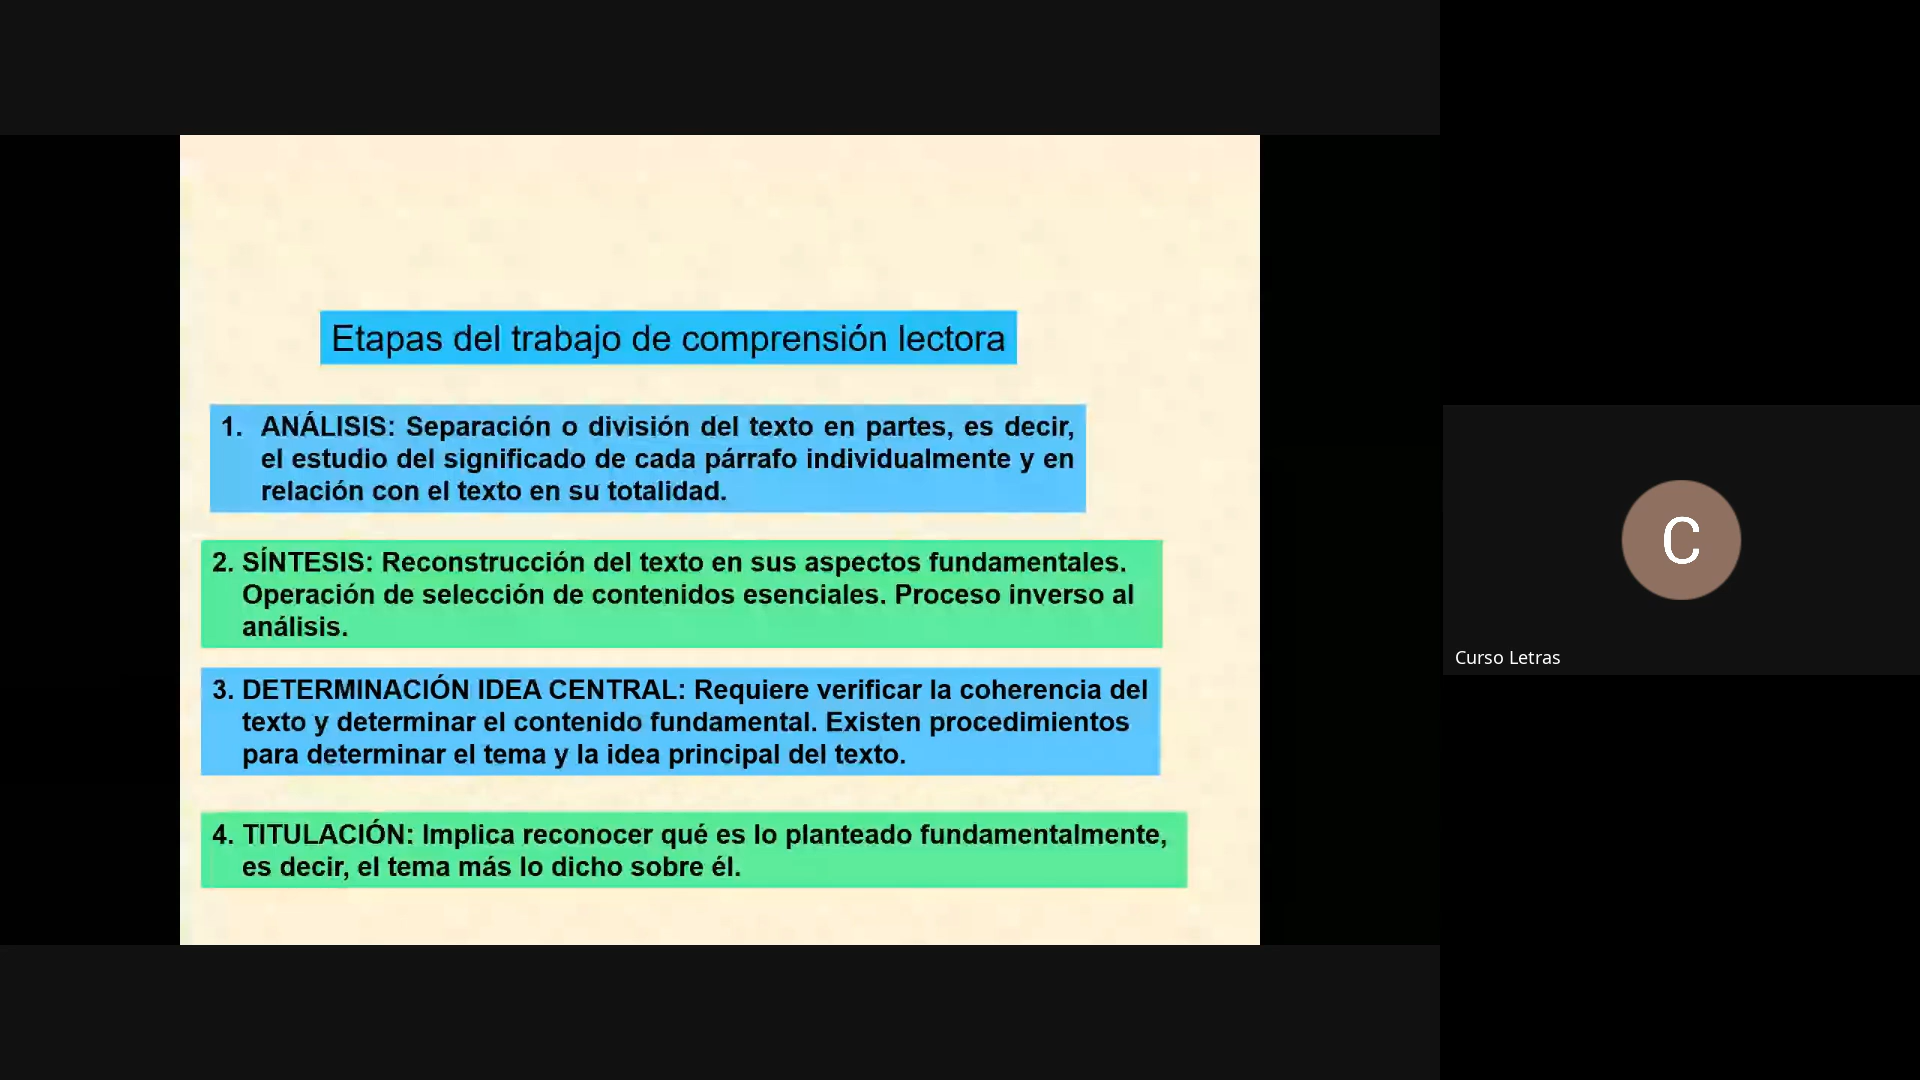 Etapas del trabajo de comprensión lectora
1. ANÁLISIS: Separación o división del texto en partes, es decir,
el estudio del significado de cada párrafo individualmente y en
relación con el texto en su totalidad.
2. SÍNTESIS: Reconstrucción del texto en sus aspectos fundamentales.
Operación de selección de contenidos esenciales. Proceso inverso al
análisis.
3. DETERMINACIÓN IDEA CENTRAL: Requiere verificar la coherencia del
texto y determinar el contenido fundamental. Existen procedimientos
para determinar el tema y la idea principal del texto.
4. TITULACIÓN: Implica reconocer qué es lo planteado fundamentalmente,
es decir, el tema más lo dicho sobre él.
C
Curso Letras